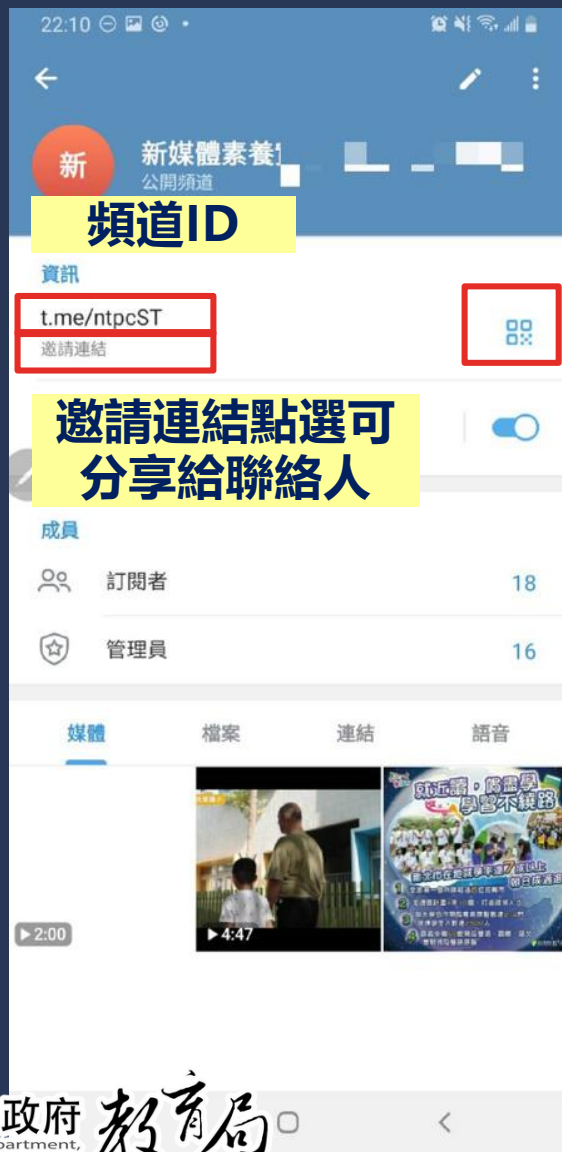 22:10
新
新媒體素養
公開頻道
頻道ID
資訊
t.me/ntpcST
邀請連結
邀請連結點選可
分享給聯絡人
成員
訂閱者
18
管理員
16
媒體
檔案
連結
語音
就近讀，百學
學習不繞路
2:00
4:47
政府
教育局
partment,